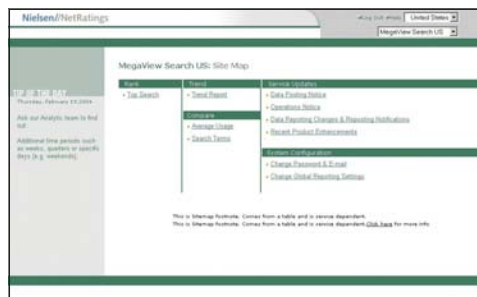 Nielsen//NetRatings
United States
MegaView Search US
MegaView Search US: Site Map
TIP OF THE DAY
Thursday, February 19, 2004
Ask our Analytic team to find out
Additional time periods such as weeks, quarters or specific days (e.g. weekends).
Rank
Top Search
Trend
Trend Report
Compare
Average Usage
Search Terms
Service Updates
Data Posting Notice
Operations Notice
Data Reporting Changes & Reporting Notifications
Recent Product Enhancements
System Configuration
Change Password & E-mail
Change Global Reporting Settings
This is Sitemap footnote. Comes from a table and is service dependent.
This is Sitemap footnote. Comes from a table and is service dependent. Click here for more info